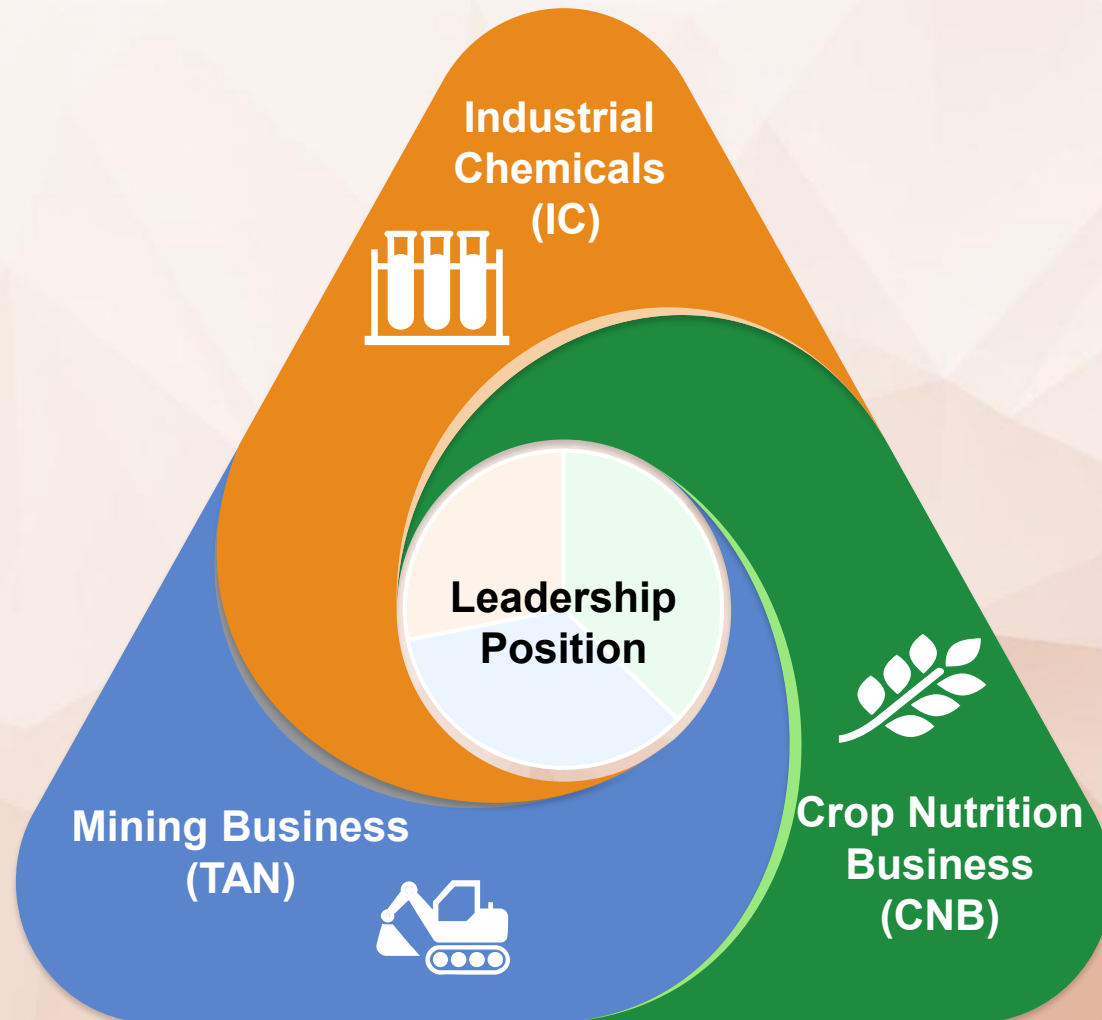 Industrial
Chemicals
(IC)
Leadership
Position
Mining Business
(TAN)
Crop Nutrition
Business
(CNB)